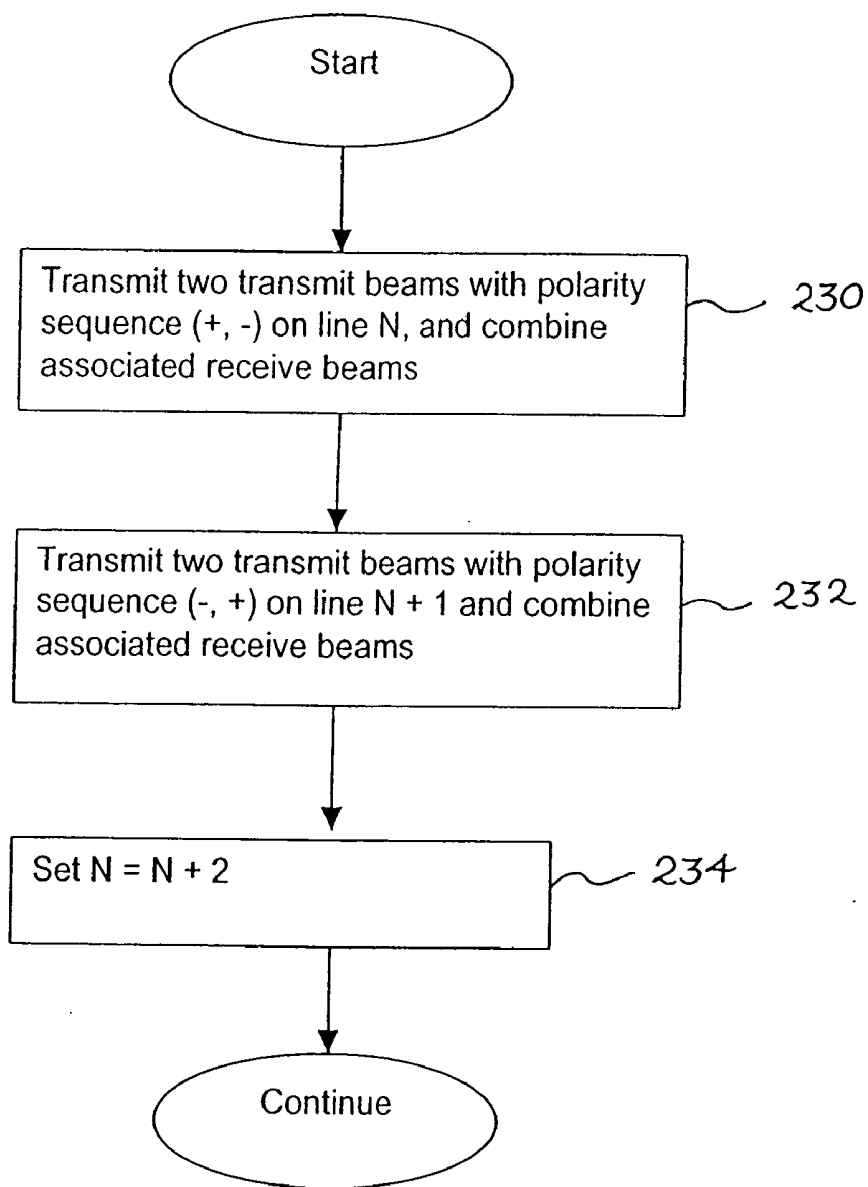 Start
Transmit two transmit beams with polarity
sequence (+, -) on line N, and combine
associated receive beams
230
Transmit two transmit beams with polarity
sequence (-, +) on line N + 1 and combine
associated receive beams
232
Set N = N + 2
234
Continue